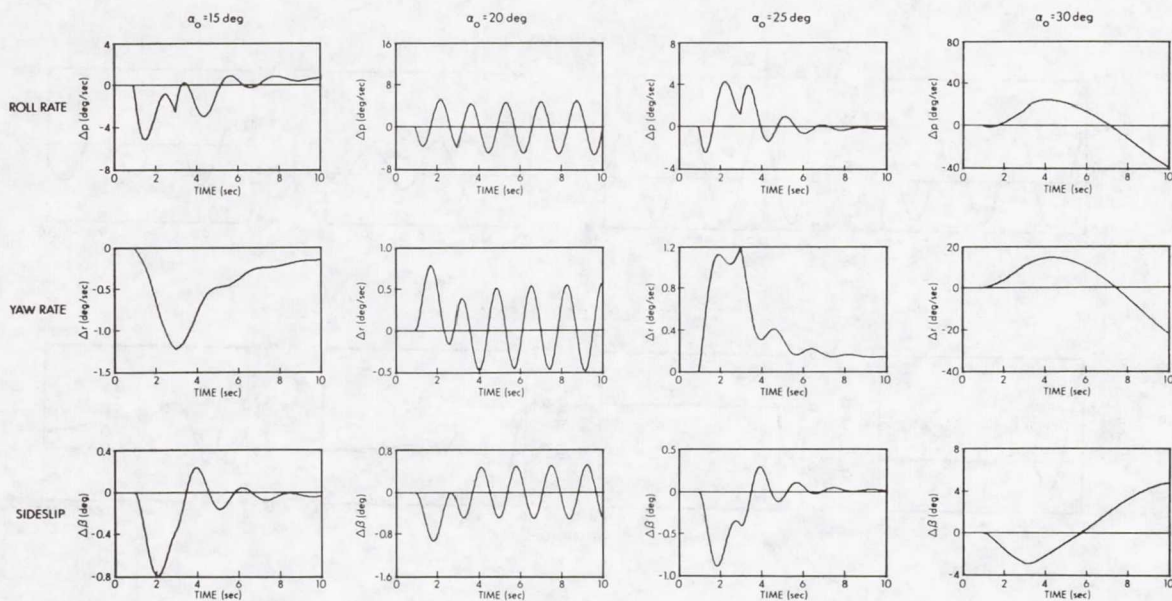 α₀ = 15 deg
α₀ = 20 deg
α₀ = 25 deg
α₀ = 30 deg
ROLL RATE
Δp (deg/sec)
4
0
-4
-8
0 2 4 6 8 10
TIME (sec)
Δp (deg/sec)
16
8
0
-8
0 2 4 6 8 10
TIME (sec)
Δp (deg/sec)
8
4
0
-4
0 2 4 6 8 10
TIME (sec)
Δp (deg/sec)
80
40
0
-40
0 2 4 6 8 10
TIME (sec)
YAW RATE
Δr (deg/sec)
0
-0.5
-1.0
-1.5
0 2 4 6 8 10
TIME (sec)
Δr (deg/sec)
1.0
0.5
0
-0.5
0 2 4 6 8 10
TIME (sec)
Δr (deg/sec)
1.2
0.8
0.4
0
0 2 4 6 8 10
TIME (sec)
Δr (deg/sec)
20
0
-20
-40
0 2 4 6 8 10
TIME (sec)
SIDESLIP
Δβ (deg)
0.4
0
-0.4
-0.8
0 2 4 6 8 10
TIME (sec)
Δβ (deg)
0.8
0
-0.8
-1.6
0 2 4 6 8 10
TIME (sec)
Δβ (deg)
0.5
0
-0.5
-1.0
0 2 4 6 8 10
TIME (sec)
Δβ (deg)
8
4
0
-4
0 2 4 6 8 10
TIME (sec)